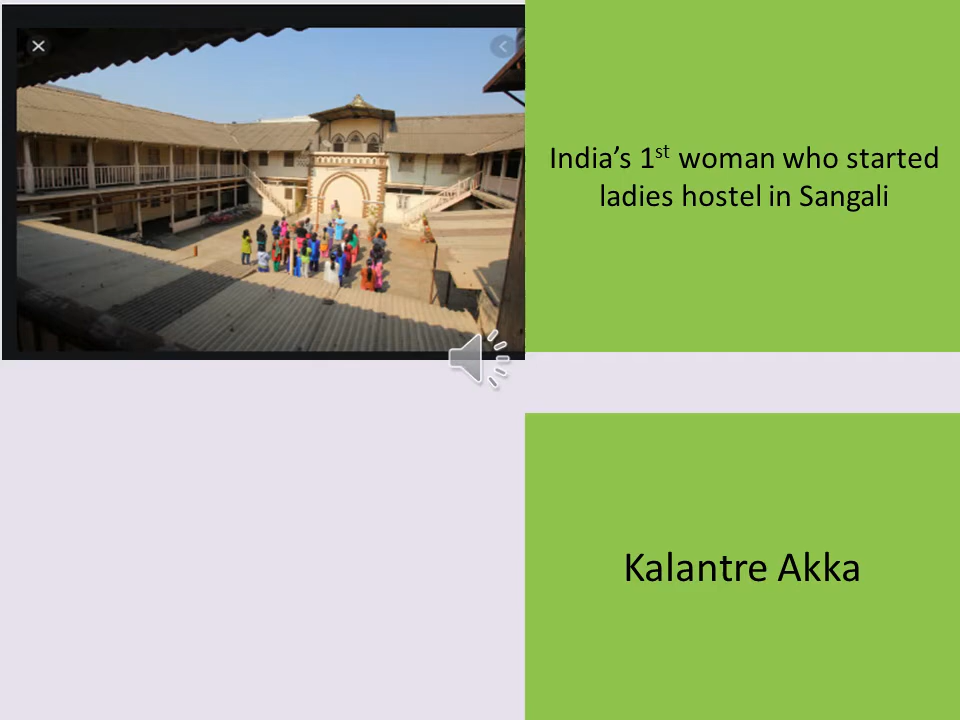 India’s 1st woman who started
ladies hostel in Sangali
Kalantre Akka